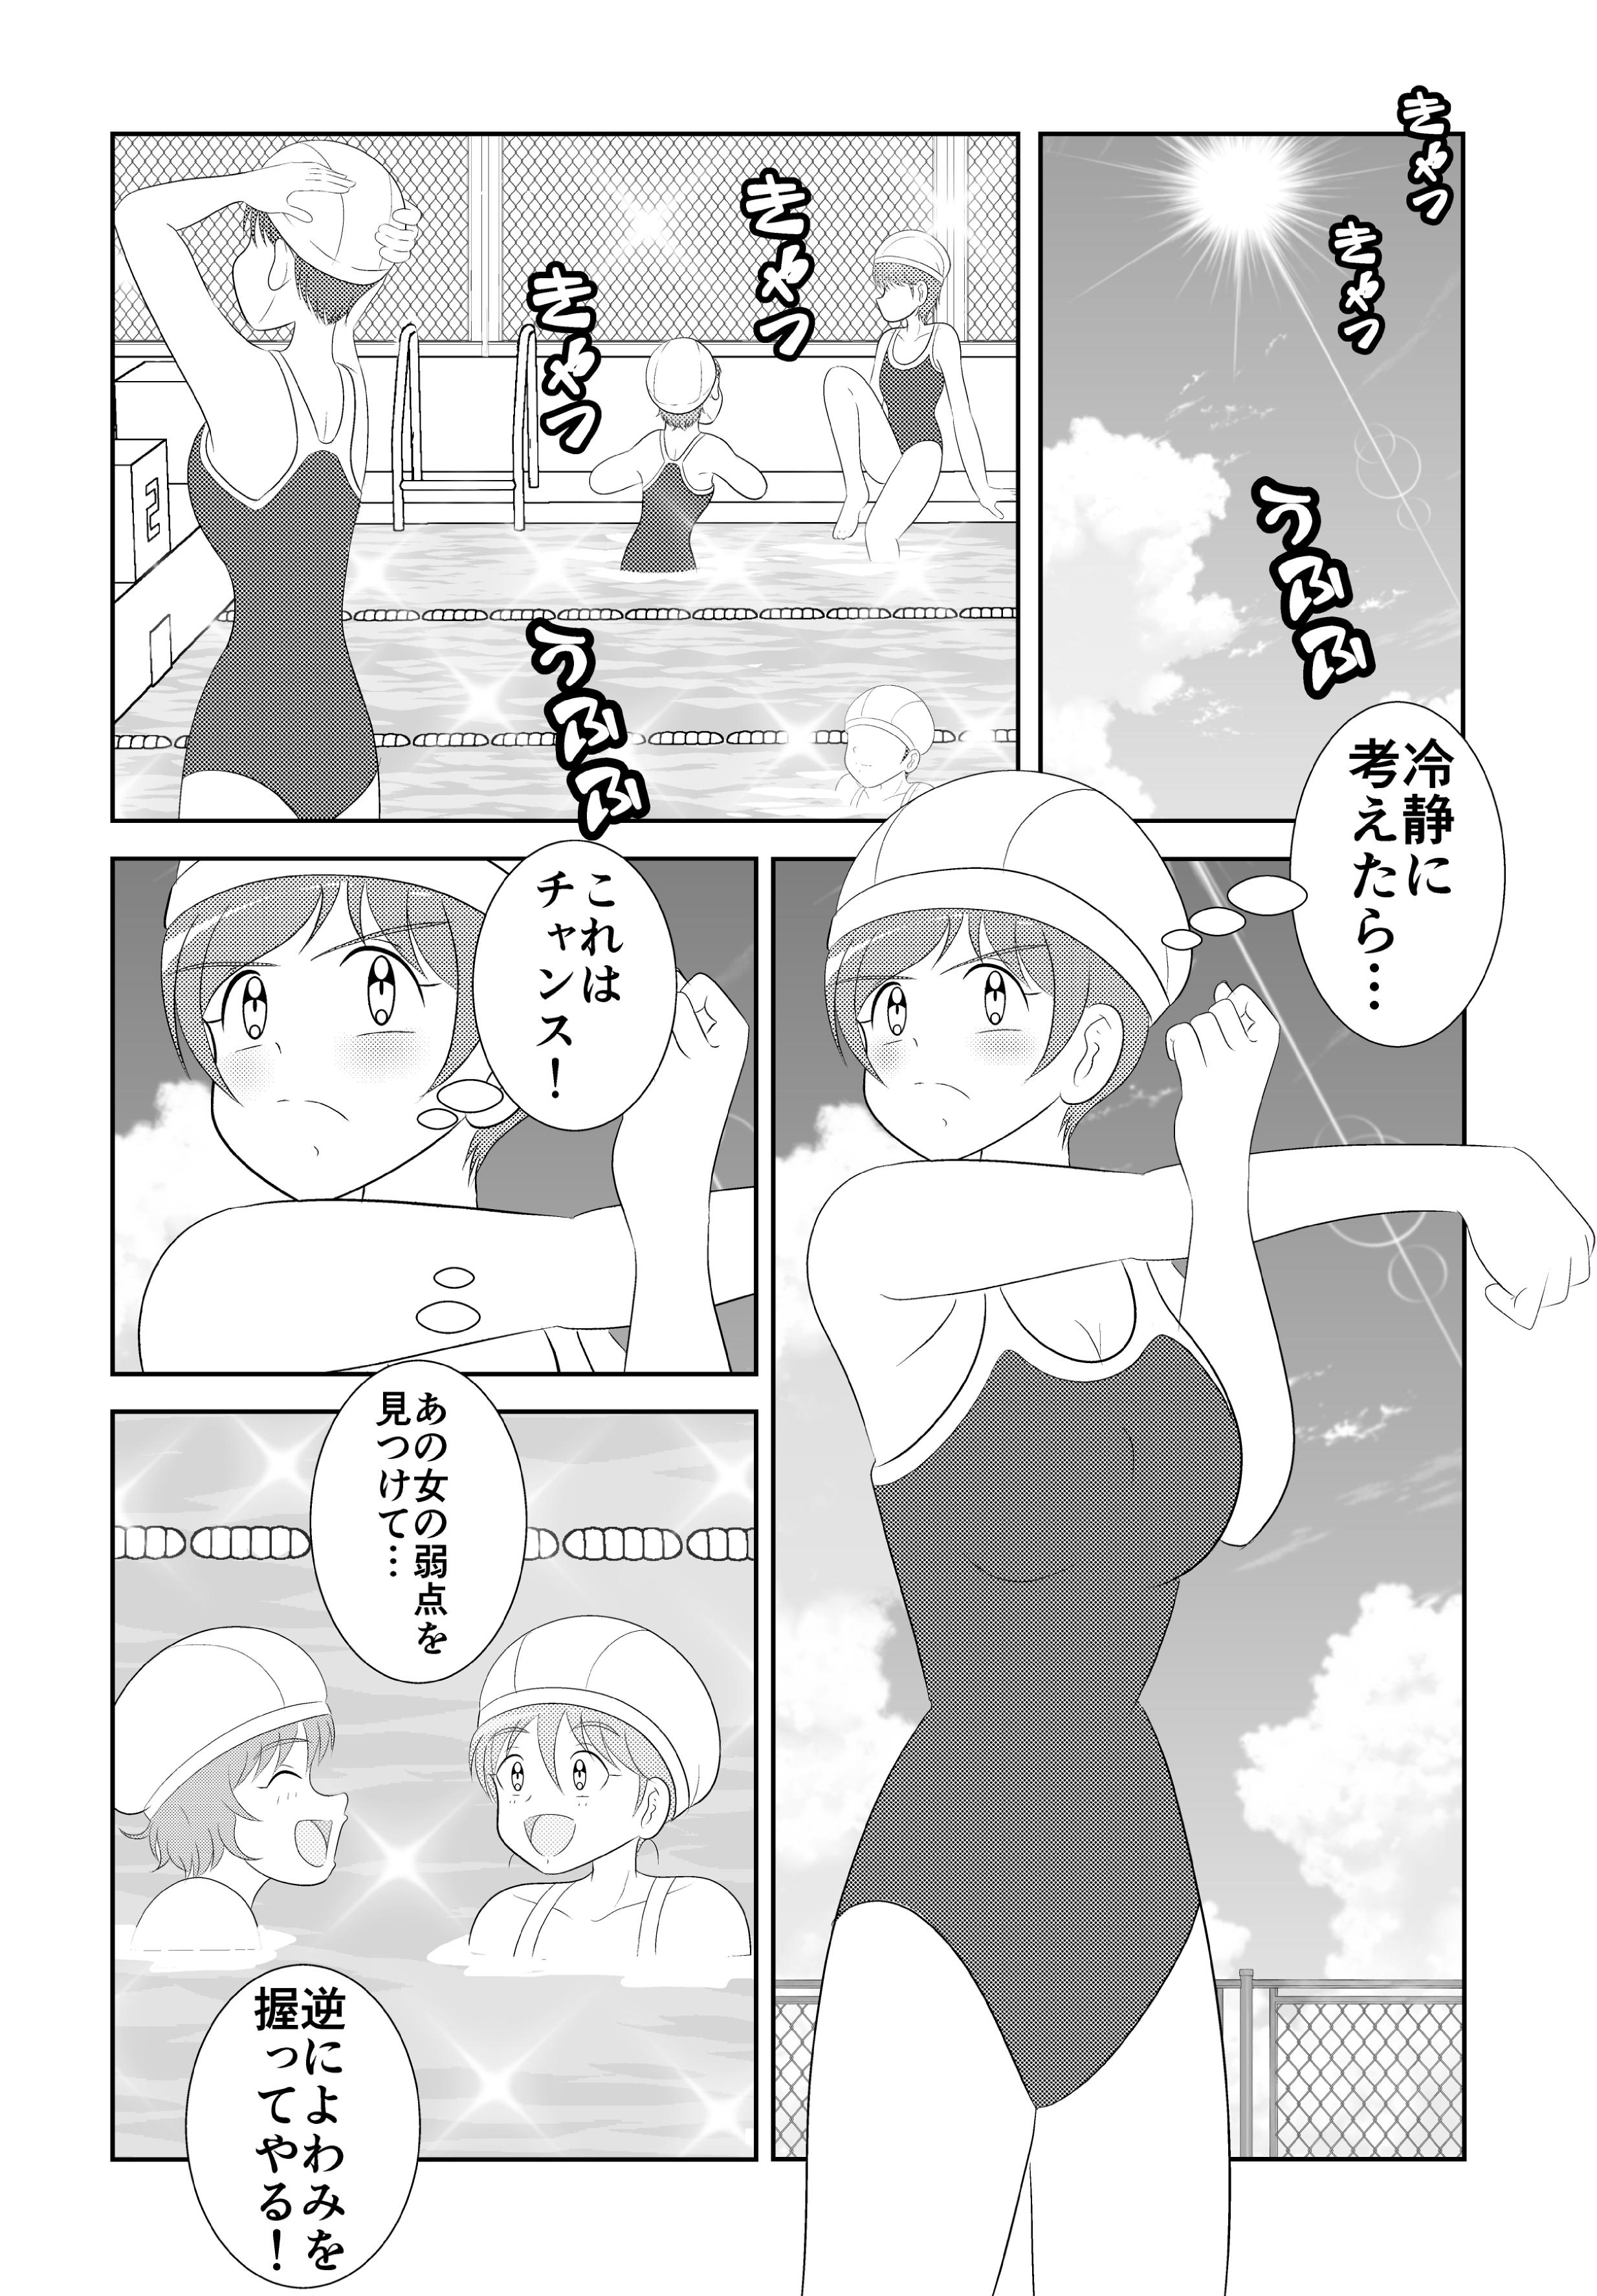 きゃっ
きゃっ
うふふ
きゃっ
きゃっ
うふふ
2
冷静に
考えたら…
これは
チャンス！
あの女の弱点を
見つけて…
逆によわみを
握ってやる！